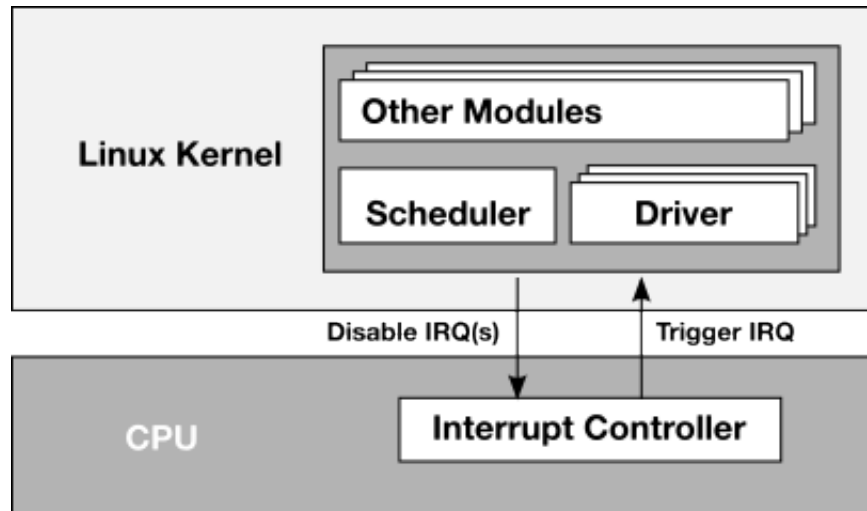 Other Modules
Linux Kernel
Scheduler
Driver
Disable IRQ(s)
Trigger IRQ
CPU
Interrupt Controller